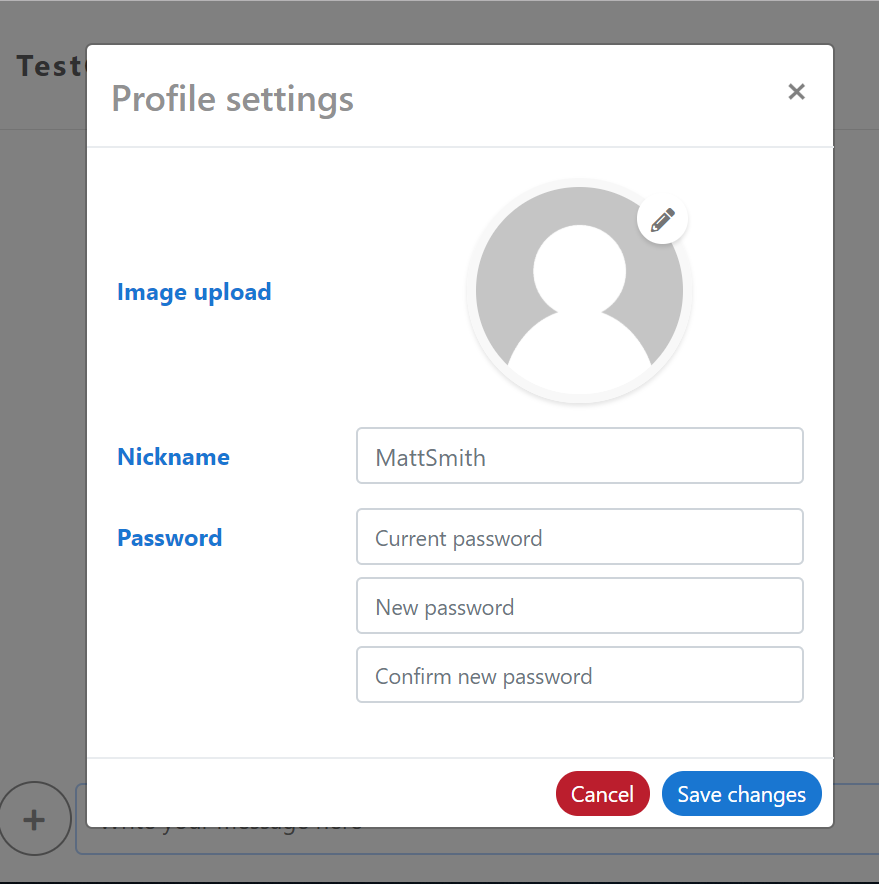 Test
Profile settings
Image upload
Nickname
MattSmith
Password
Current password
New password
Confirm new password
Cancel
Save changes
Write your message here